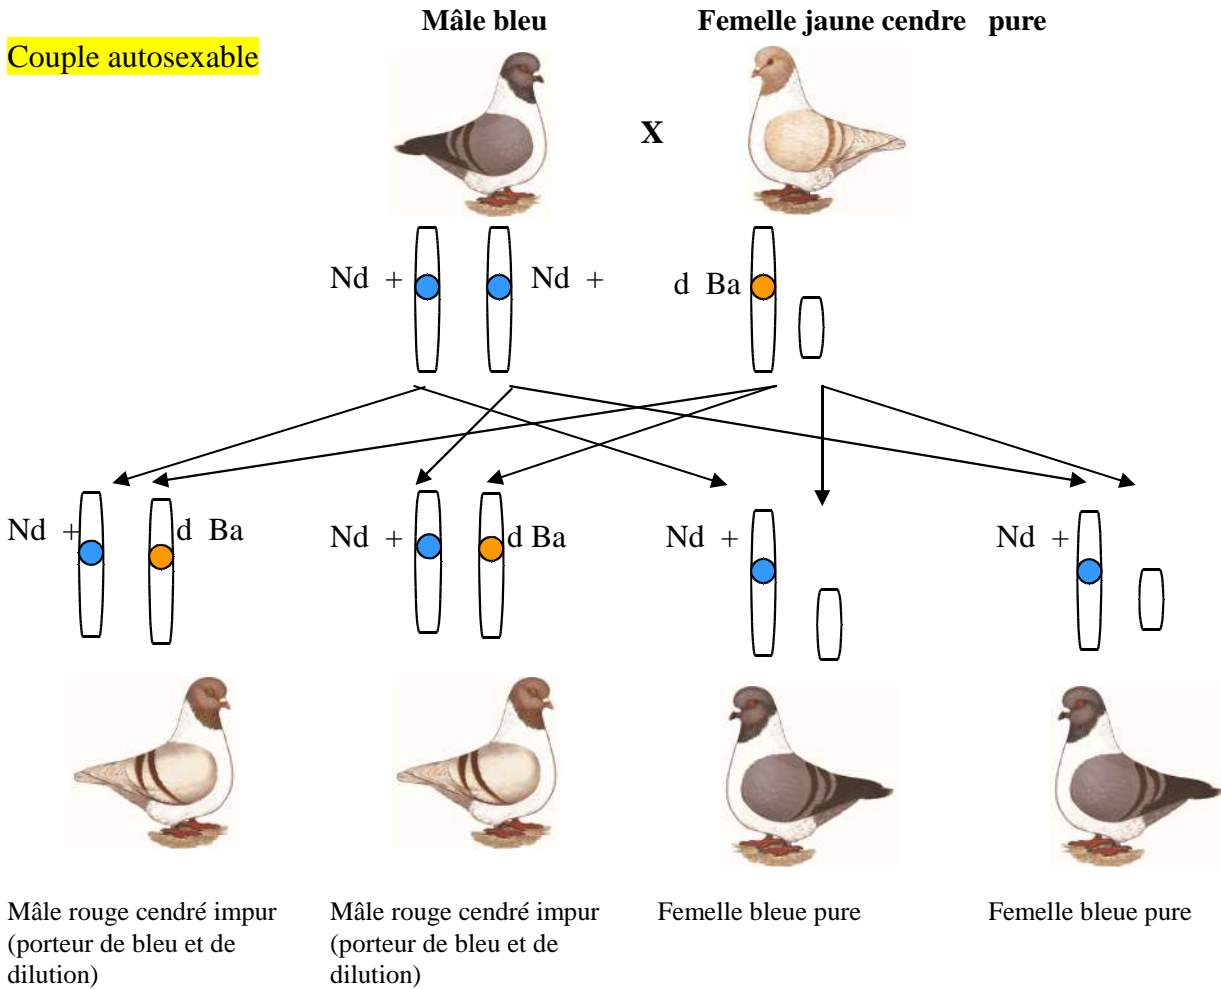 Mâle bleu
Femelle jaune cendre pure
Couple autosexable
X
Nd +
Nd +
d Ba
Nd +
d Ba
Nd +
d Ba
Nd +
Nd +
Mâle rouge cendré impur
(porteur de bleu et de
dilution)
Mâle rouge cendré impur
(porteur de bleu et de
dilution)
Femelle bleue pure
Femelle bleue pure